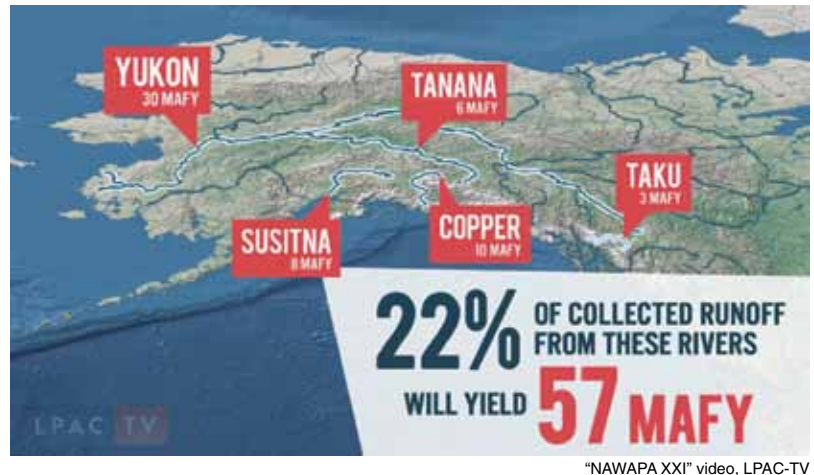 YUKON
30 MAFY
TANANA
6 MAFY
TAKU
3 MAFY
SUSITNA
8 MAFY
COPPER
10 MAFY
22% OF COLLECTED RUNOFF
FROM THESE RIVERS
WILL YIELD 57 MAFY
LPAC TV
"NAWAPA XXI" video, LPAC-TV